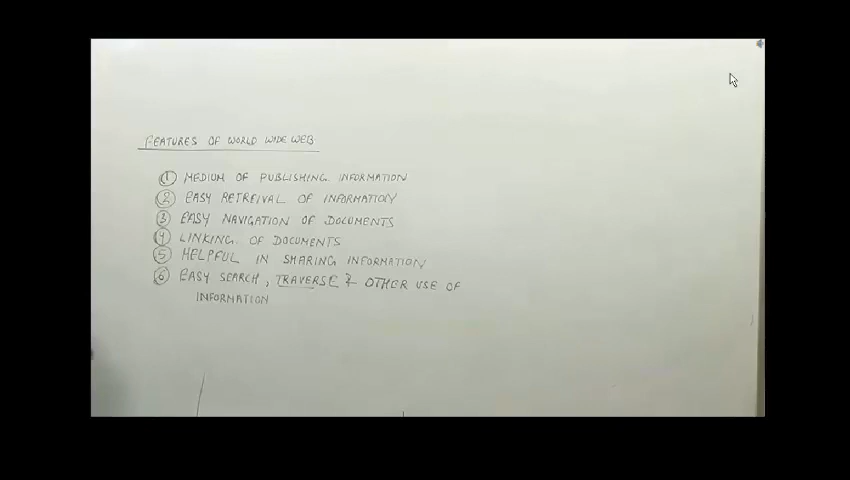 FEATURES OF WORLD WIDE WEB
① MEDIUM OF PUBLISHING INFORMATION
② EASY RETREIVAL OF INFORMATION
③ EASY NAVIGATION OF DOCUMENTS
④ LINKING OF DOCUMENTS
⑤ HELPFUL IN SHARING INFORMATION
⑥ EASY SEARCH, TRAVERSE & OTHER USE OF
INFORMATION